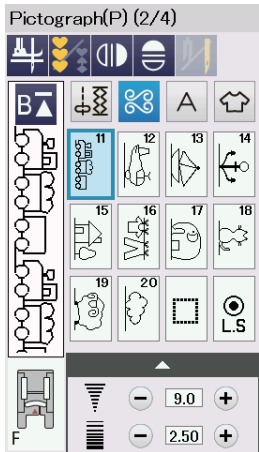 Pictograph(P) (2/4)
B A
11 12 13 14
15 16 17 18
19 20 L.S
− 9.0 +
F − 2.50 +